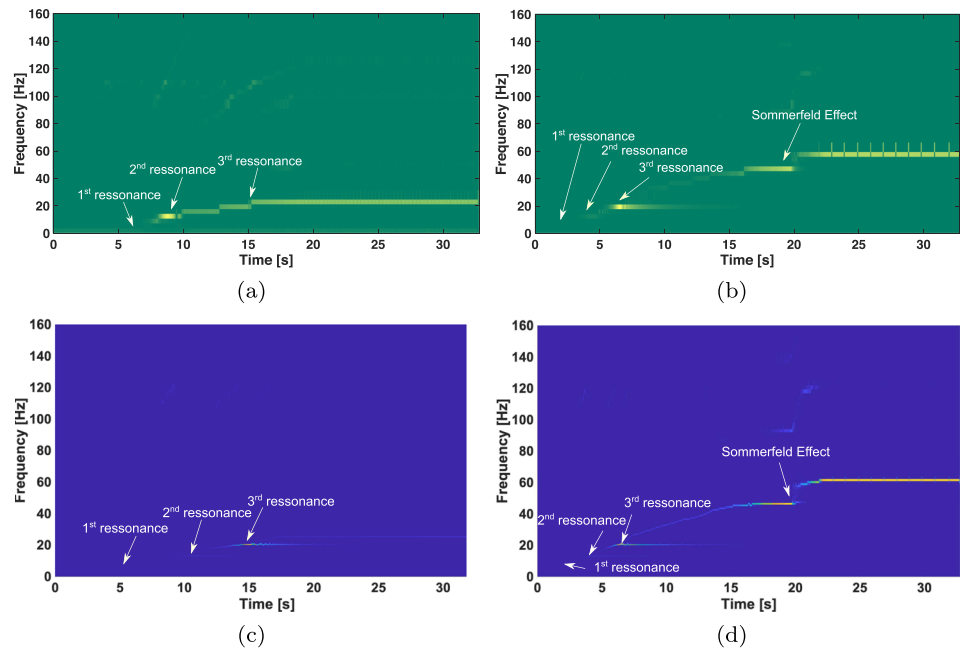 160
140
120
100
80
60
40
20
0
Frequency [Hz]
1st ressonance
2nd ressonance
3rd ressonance
0 5 10 15 20 25 30
Time [s]
(a)
160
140
120
100
80
60
40
20
0
Frequency [Hz]
Sommerfeld Effect
1st ressonance
2nd ressonance
3rd ressonance
0 5 10 15 20 25 30
Time [s]
(b)
160
140
120
100
80
60
40
20
0
Frequency [Hz]
1st ressonance
2nd ressonance
3rd ressonance
0 5 10 15 20 25 30
Time [s]
(c)
160
140
120
100
80
60
40
20
0
Frequency [Hz]
Sommerfeld Effect
3rd ressonance
2nd ressonance
1st ressonance
0 5 10 15 20 25 30
Time [s]
(d)